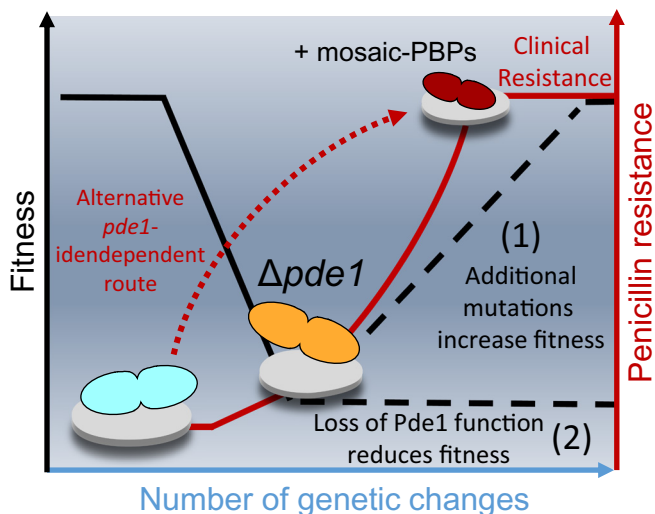 + mosaic-PBPs
Clinical
Resistance
Alternative
pde1-
idendependent
route
Δpde1
(1)
Additional
mutations
increase fitness
Loss of Pde1 function
reduces fitness
(2)
Fitness
Penicillin resistance
Number of genetic changes